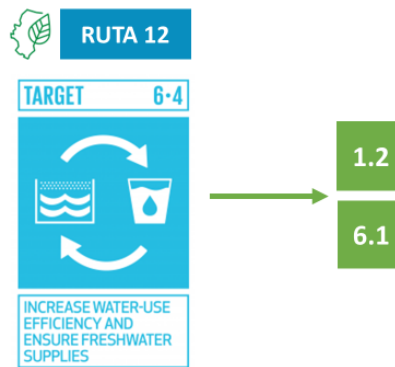 RUTA 12
TARGET 6·4
INCREASE WATER-USE
EFFICIENCY AND
ENSURE FRESHWATER
SUPPLIES
1.2
6.1